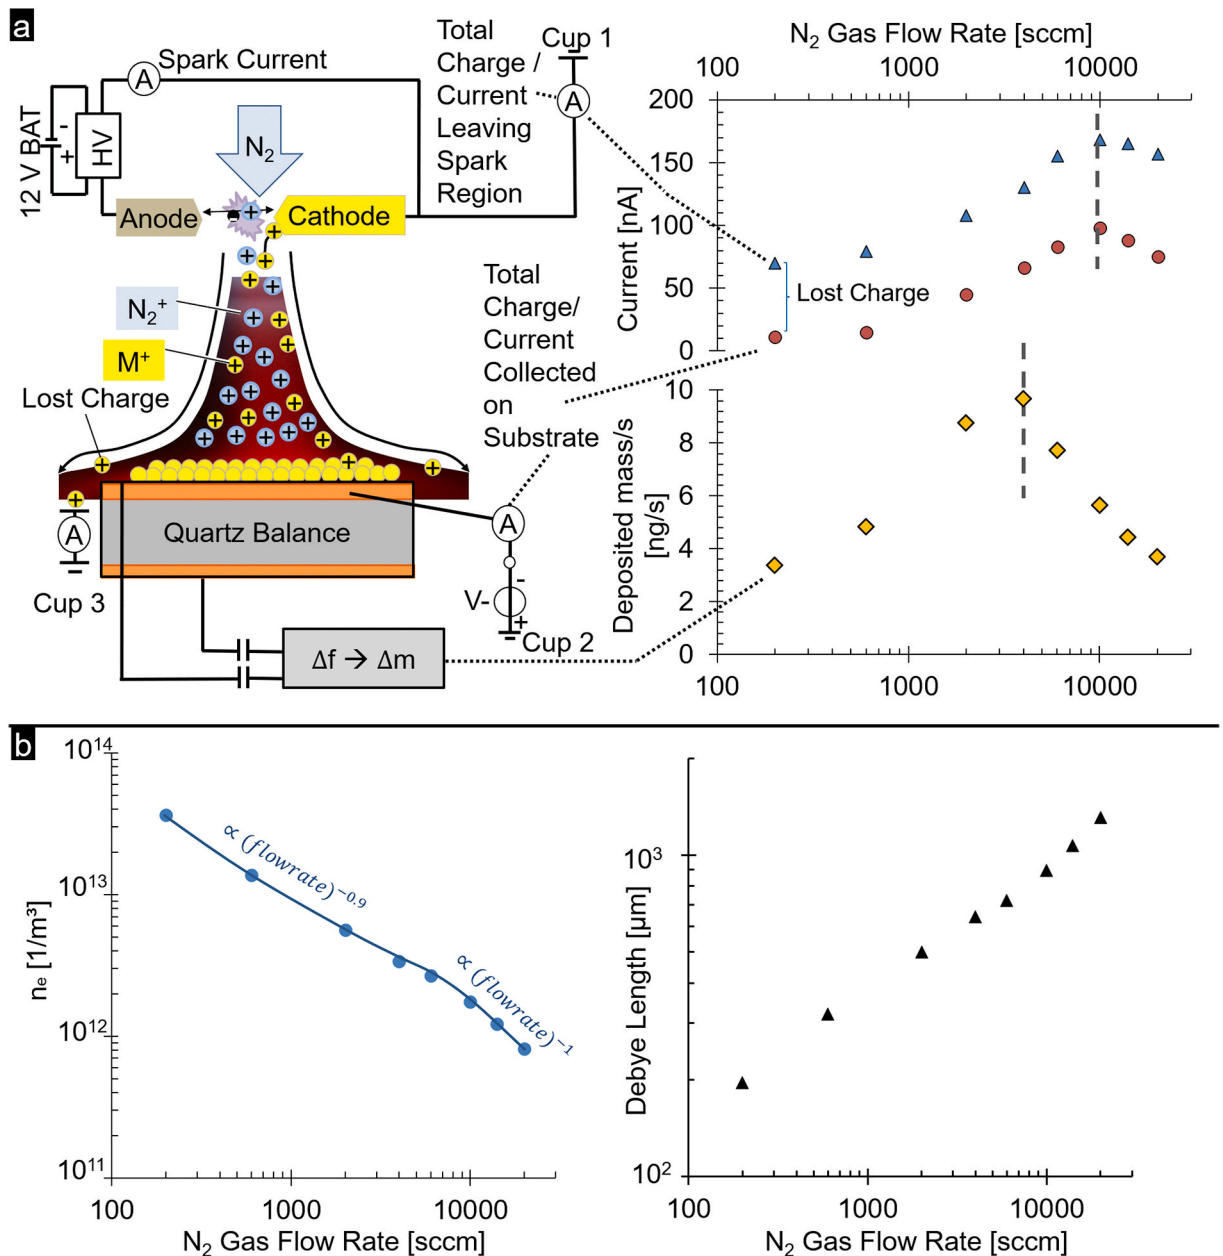 a
Spark Current
A
12 V BAT
-
+
HV
N2
Anode
Cathode
Total
Charge /
Current
Leaving
Spark
Region
Cup 1
A
N2+
M+
Lost Charge
Total
Charge/
Current
Collected
on
Substrate
A
Quartz Balance
A
Cup 3
V-
-
+
Cup 2
Δf → Δm
N2 Gas Flow Rate [sccm]
100
1000
10000
200
150
100
50
0
Current [nA]
Lost Charge
10
8
6
4
2
0
Deposited mass/s
[ng/s]
100
1000
10000
b
10^14
10^13
10^12
10^11
ne [1/m³]
∝ (flowrate)^−0.9
∝ (flowrate)^−1
100
1000
10000
N2 Gas Flow Rate [sccm]
10^3
10^2
Debye Length [µm]
100
1000
10000
N2 Gas Flow Rate [sccm]